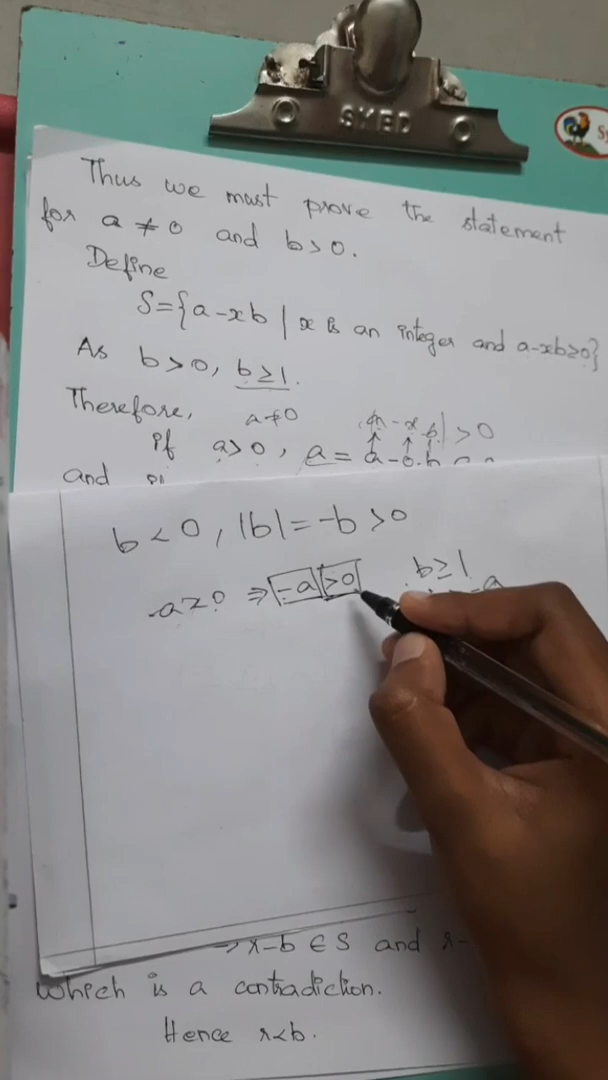 SYED
Sy
Thus we must prove the statement
for a ≠ 0 and b > 0.
Define
S = {a - xb | x is an integer and a - xb ≥ 0}
As b > 0, b ≥ 1.
Therefore, a ≠ 0
if a > 0, a = a - 0.b
and
b < 0, |b| = -b > 0
⇒ -a > 0 b ≥ 1
-a
→ r-b ∈ S and r-
which is a contradiction.
Hence r < b.